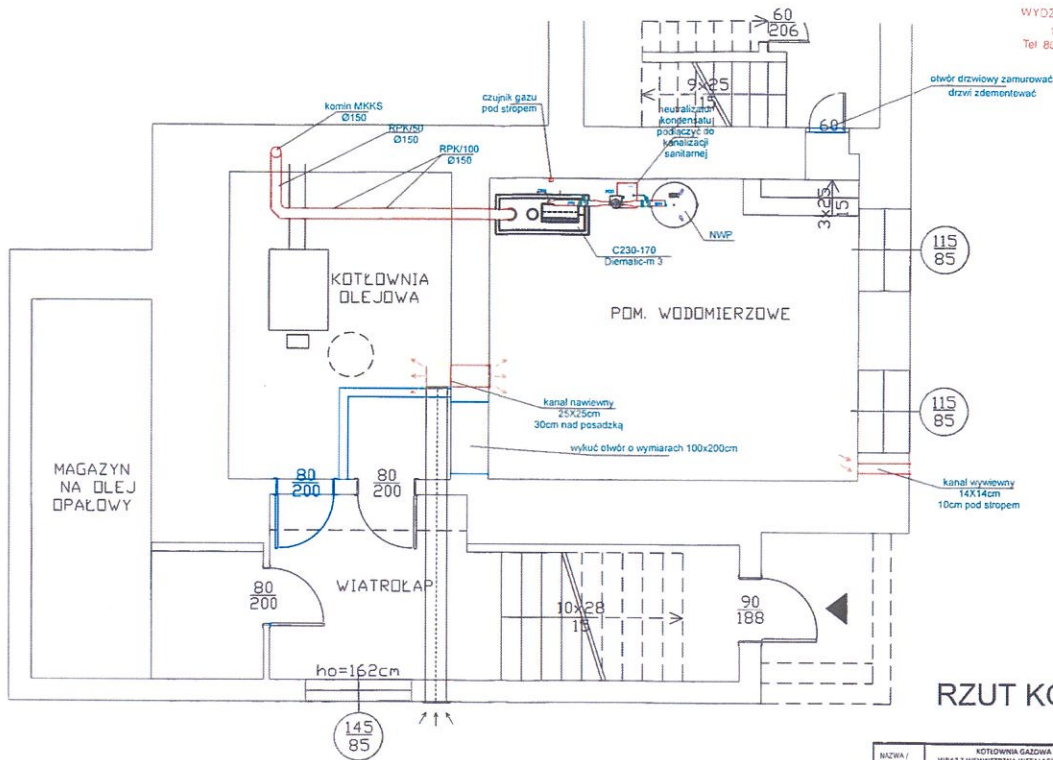 60
206
WYDZ
Tel 80
9x25
15
otwór drzwiowy zamurować
drzwi zdementować
60
komin MKKS
Ø150
RPK/50
Ø150
RPK/100
Ø150
czujnik gazu
pod stropem
neutralizator
kondensatu
podłączyć do
kanalizacji
sanitarnej
NWP
C230-170
Diematic-m 3
3x25
15
115
85
KOTŁOWNIA
OLEJOWA
POM. WODOMIERZOWE
115
85
kanał nawiewny
25X25cm
30cm nad posadzką
wykuć otwór o wymiarach 100x200cm
kanał wywiewny
14X14cm
10cm pod stropem
MAGAZYN
NA OLEJ
OPAŁOWY
80
200
80
200
80
200
WIATROŁAP
10x28
15
90
188
ho=162cm
145
85
RZUT KO
NAZWA /
KOTŁOWNIA GAZOWA